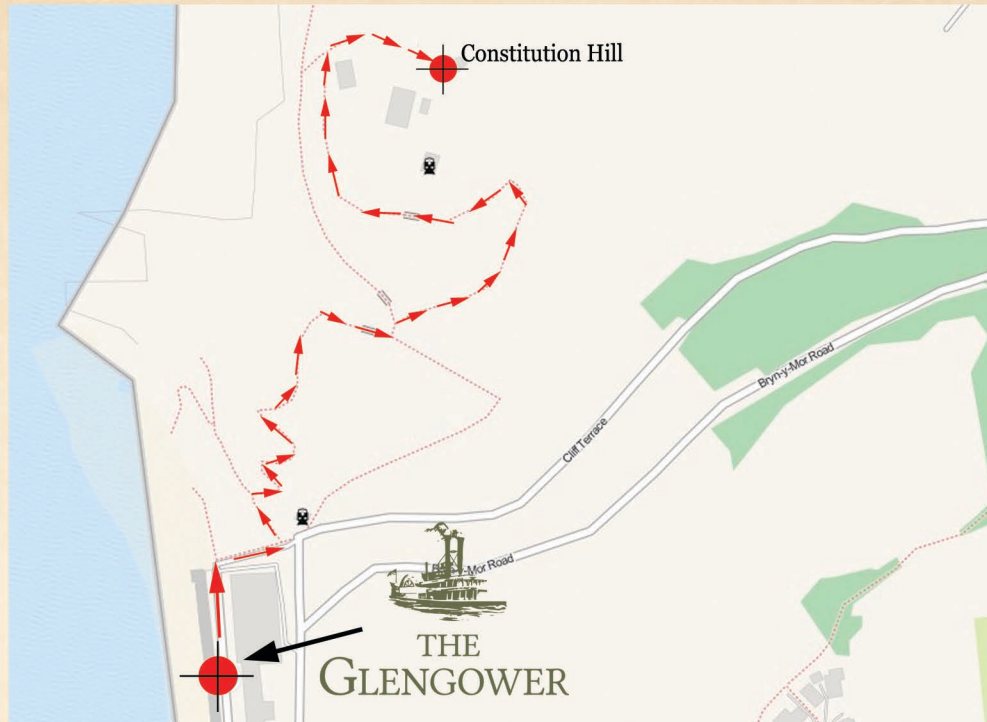 Constitution Hill
Cliff Terrace
Bryn-y-Mor Road
-Mor Road
THE
GLENGOWER